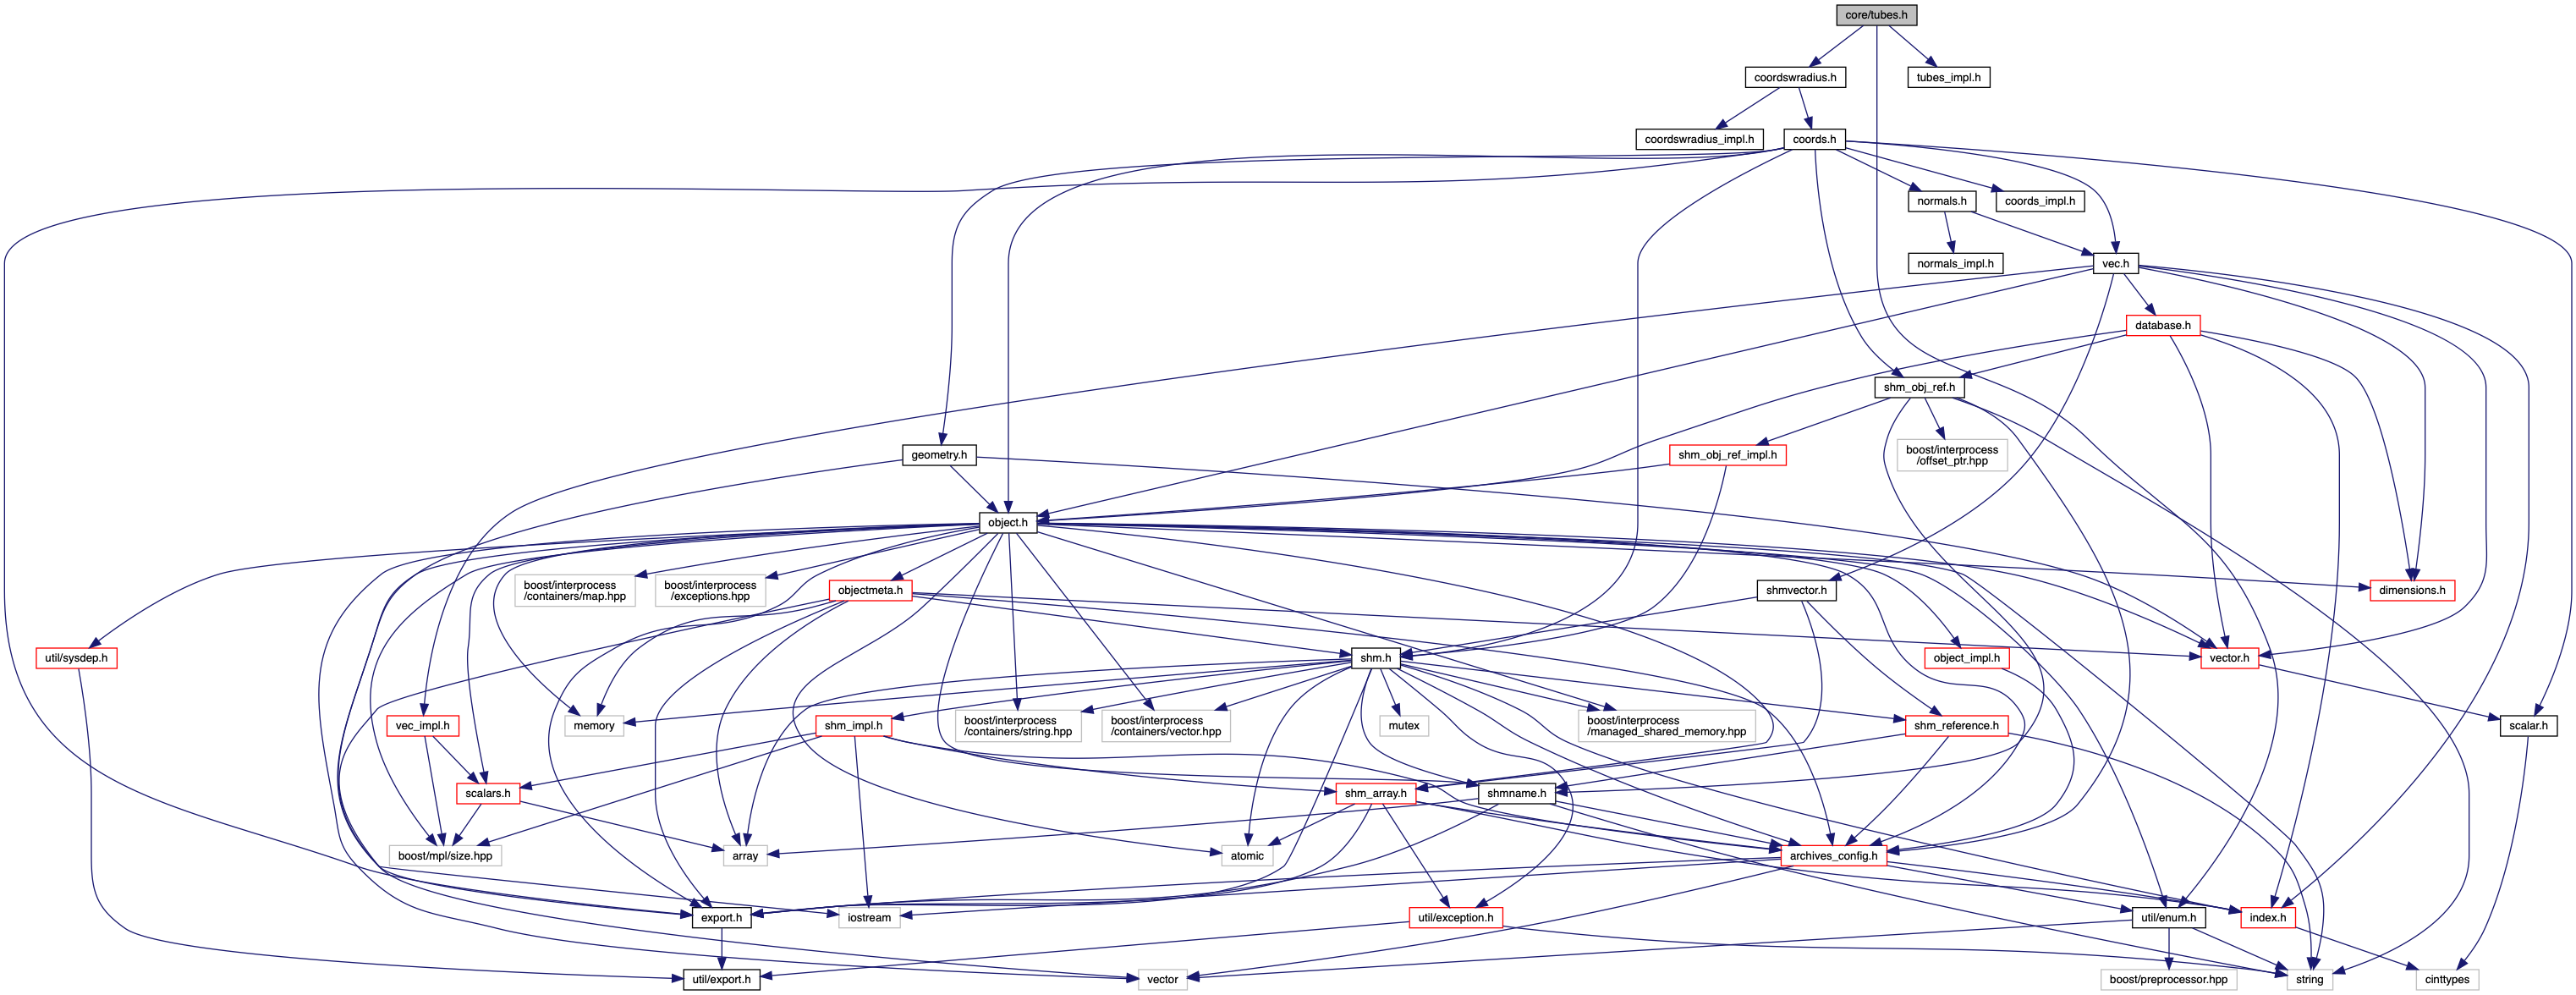 core/tubes.h
coordswradius.h
tubes_impl.h
coordswradius_impl.h
coords.h
normals.h
coords_impl.h
normals_impl.h
vec.h
database.h
shm_obj_ref.h
geometry.h
shm_obj_ref_impl.h
boost/interprocess
/offset_ptr.hpp
object.h
boost/interprocess
/containers/map.hpp
boost/interprocess
/exceptions.hpp
objectmeta.h
shmvector.h
dimensions.h
util/sysdep.h
shm.h
object_impl.h
vector.h
vec_impl.h
memory
shm_impl.h
boost/interprocess
/containers/string.hpp
boost/interprocess
/containers/vector.hpp
mutex
boost/interprocess
/managed_shared_memory.hpp
shm_reference.h
scalar.h
scalars.h
shm_array.h
shmname.h
boost/mpl/size.hpp
array
atomic
archives_config.h
export.h
iostream
util/exception.h
util/enum.h
index.h
util/export.h
vector
boost/preprocessor.hpp
string
cinttypes